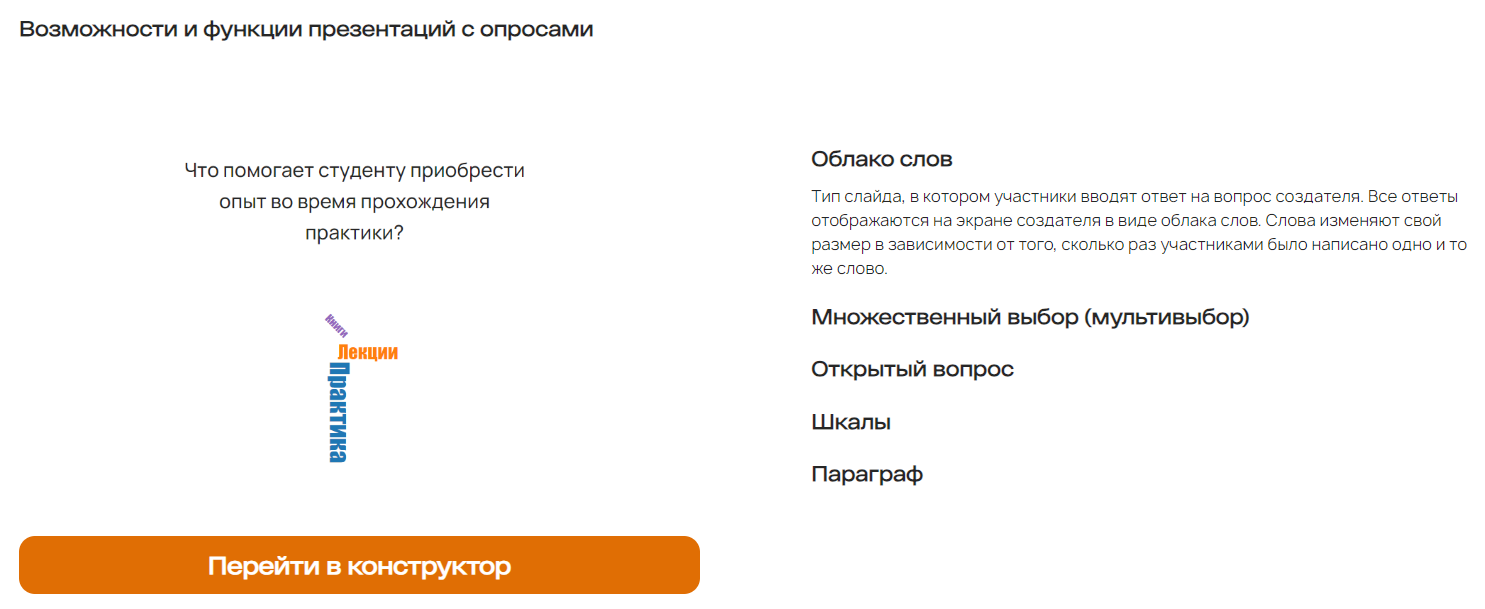 Возможности и функции презентаций с опросами
Что помогает студенту приобрести
опыт во время прохождения
практики?
Книги
Лекции
Практика
Перейти в конструктор
Облако слов
Тип слайда, в котором участники вводят ответ на вопрос создателя. Все ответы
отображаются на экране создателя в виде облака слов. Слова изменяют свой
размер в зависимости от того, сколько раз участниками было написано одно и то
же слово.
Множественный выбор (мультивыбор)
Открытый вопрос
Шкалы
Параграф